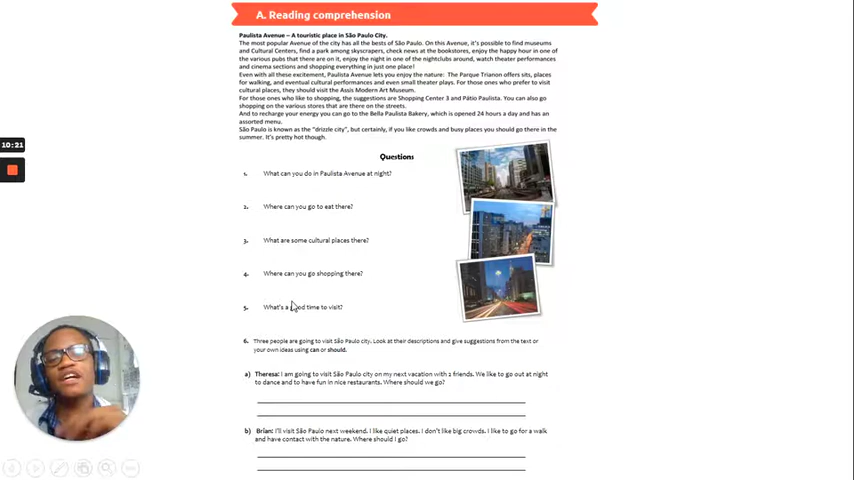 A. Reading comprehension
Paulista Avenue – A touristic place in São Paulo City.
The most popular Avenue of the city has all the bests of São Paulo. On this Avenue, it's possible to find museums
and Cultural Centers, find a park among skyscrapers, check news at the bookstores, enjoy the happy hour in one of
the various pubs that there are on it, enjoy the night in one of the nightclubs around, watch theater performances
and cinema sections and shopping everything in just one place!
Even with all these excitement, Paulista Avenue lets you enjoy the nature: The Parque Trianon offers sits, places
for walking, and eventual cultural performances and even small theater plays. For those ones who prefer to visit
cultural places, they should visit the Assis Modern Art Museum.
For those ones who like to shopping, the suggestions are Shopping Center 3 and Pátio Paulista. You can also go
shopping on the various stores that are there on the streets.
And to recharge your energy you can go to the Bella Paulista Bakery, which is opened 24 hours a day and has an
assorted menu.
São Paulo is known as the "drizzle city", but certainly, if you like crowds and busy places you should go there in the
summer. It's pretty hot though.
10:21
Questions
1. What can you do in Paulista Avenue at night?
2. Where can you go to eat there?
3. What are some cultural places there?
4. Where can you go shopping there?
5. What's a good time to visit?
6. Three people are going to visit São Paulo city. Look at their descriptions and give suggestions from the text or
your own ideas using can or should.
a) Theresa: I am going to visit São Paulo city on my next vacation with 2 friends. We like to go out at night
to dance and to have fun in nice restaurants. Where should we go?
b) Brian: I'll visit São Paulo next weekend. I like quiet places. I don't like big crowds. I like to go for a walk
and have contact with the nature. Where should I go?